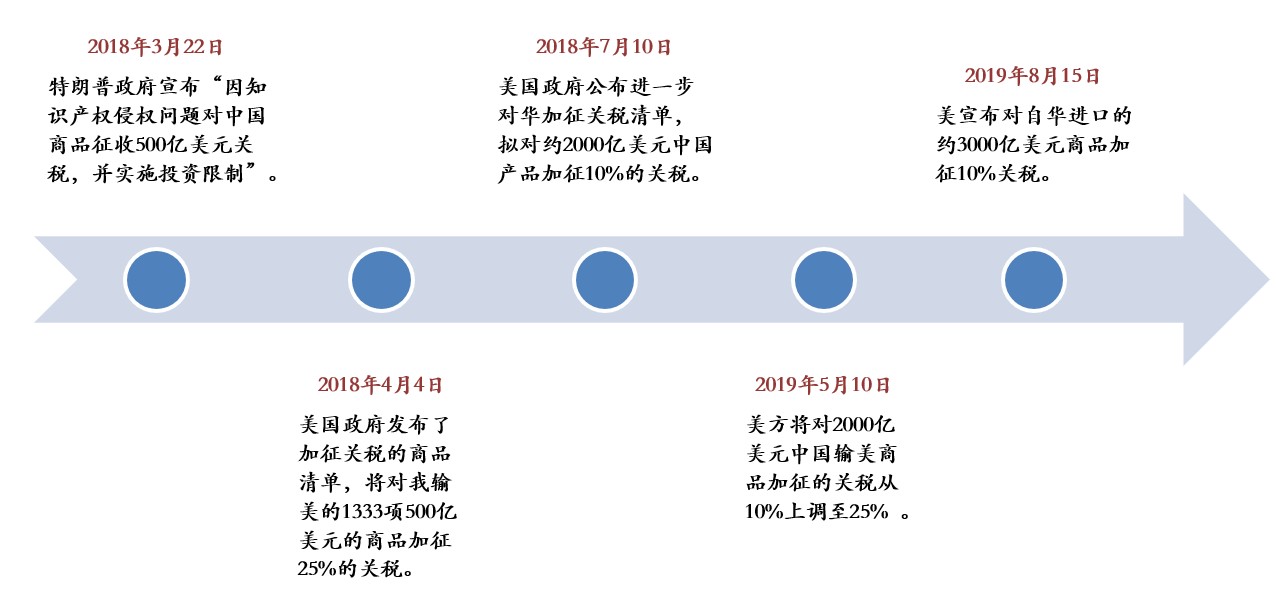 2018年3月22日
特朗普政府宣布“因知
识产权侵权问题对中国
商品征收500亿美元关
税，并实施投资限制”。
2018年4月4日
美国政府发布了
加征关税的商品
清单，将对我输
美的1333项500亿
美元的商品加征
25%的关税。
2018年7月10日
美国政府公布进一步
对华加征关税清单，
拟对约2000亿美元中国
产品加征10%的关税。
2019年5月10日
美方将对2000亿
美元中国输美商
品加征的关税从
10%上调至25% 。
2019年8月15日
美宣布对自华进口的
约3000亿美元商品加
征10%关税。